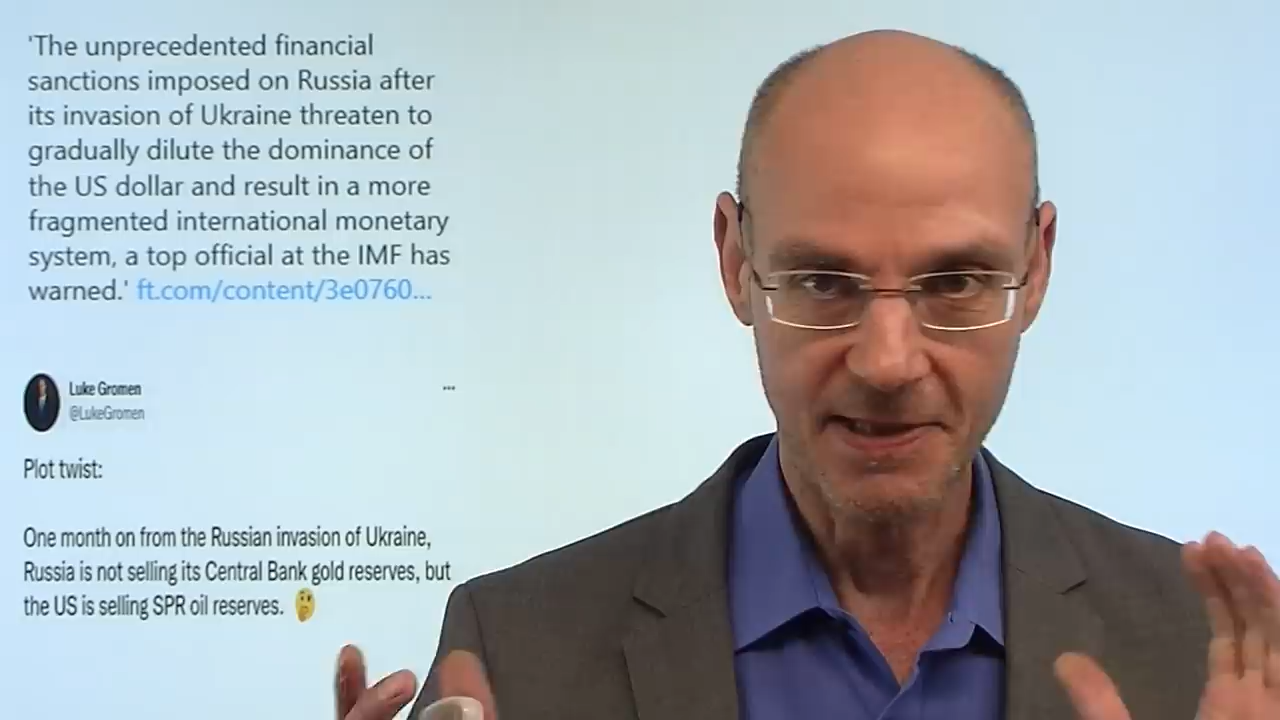 'The unprecedented financial
sanctions imposed on Russia after
its invasion of Ukraine threaten to
gradually dilute the dominance of
the US dollar and result in a more
fragmented international monetary
system, a top official at the IMF has
warned.' ft.com/content/3e0760...
Luke Gromen
@LukeGromen
Plot twist:
One month on from the Russian invasion of Ukraine,
Russia is not selling its Central Bank gold reserves, but
the US is selling SPR oil reserves. 🤔